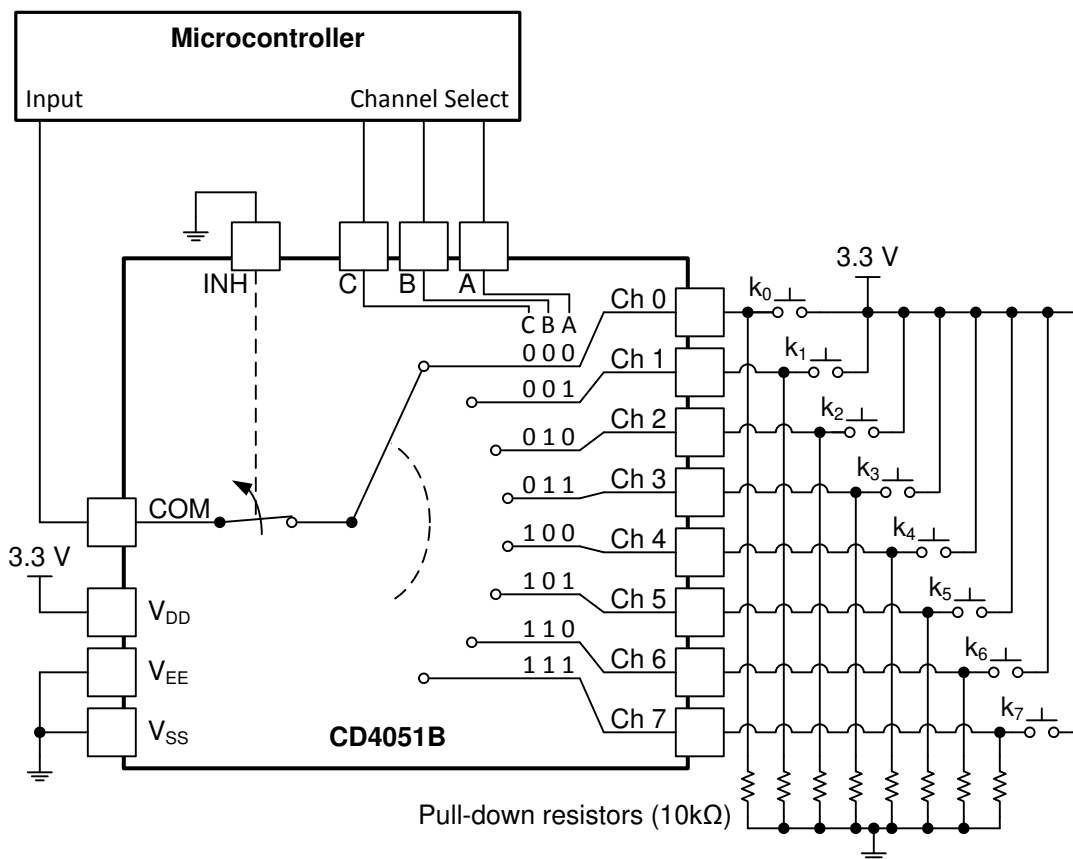 Microcontroller
Input Channel Select
INH C B A
3.3 V
C B A
Ch 0 k0
0 0 0
Ch 1 k1
0 0 1
Ch 2 k2
0 1 0
Ch 3 k3
0 1 1
COM
Ch 4 k4
1 0 0
3.3 V
Ch 5 k5
1 0 1
VDD
Ch 6 k6
1 1 0
VEE
1 1 1
Ch 7 k7
VSS
CD4051B
Pull-down resistors (10kΩ)